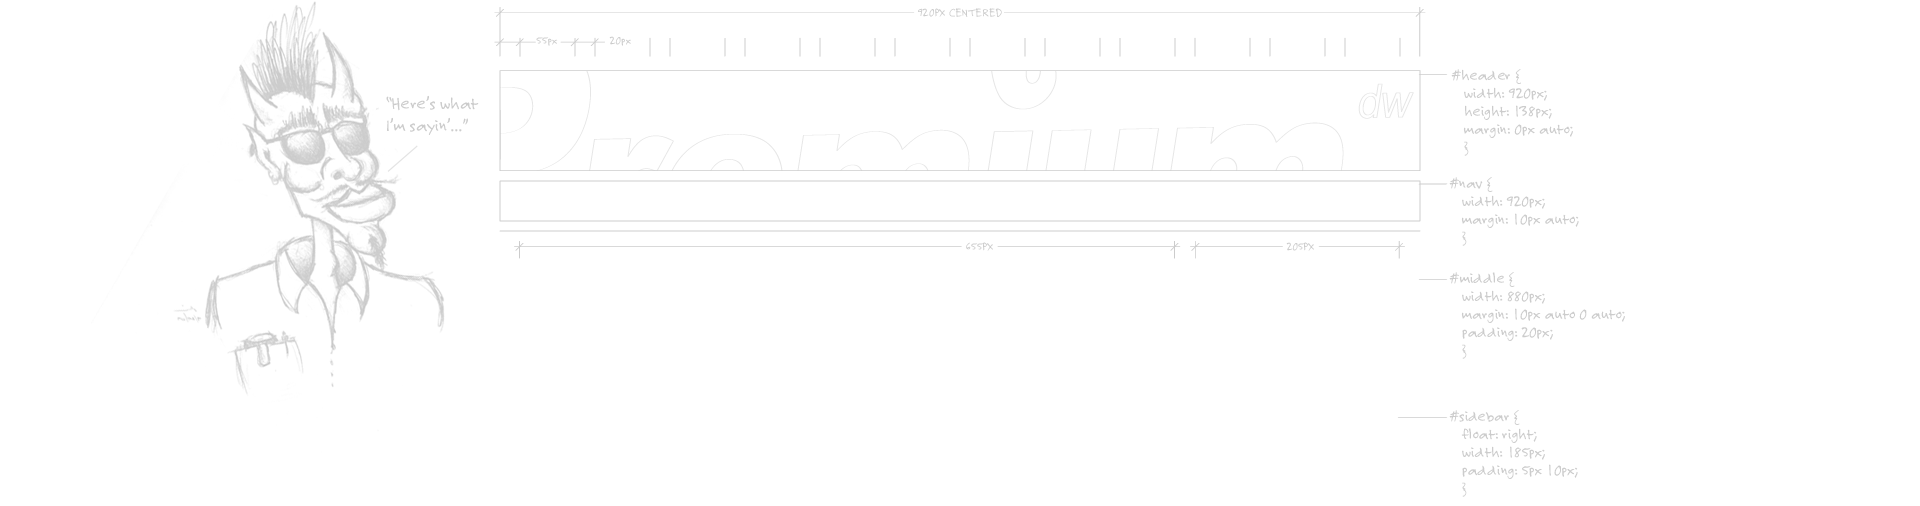 920PX CENTERED
55px
20px
"Here's what
I'm sayin'..."
Premium
dw
655PX
205PX
#header {
width: 920px;
height: 138px;
margin: 0px auto;
}
#nav {
width: 920px;
margin: 10px auto;
}
#middle {
width: 880px;
margin: 10px auto 0 auto;
padding: 20px;
}
#sidebar {
float: right;
width: 185px;
padding: 5px 10px;
}